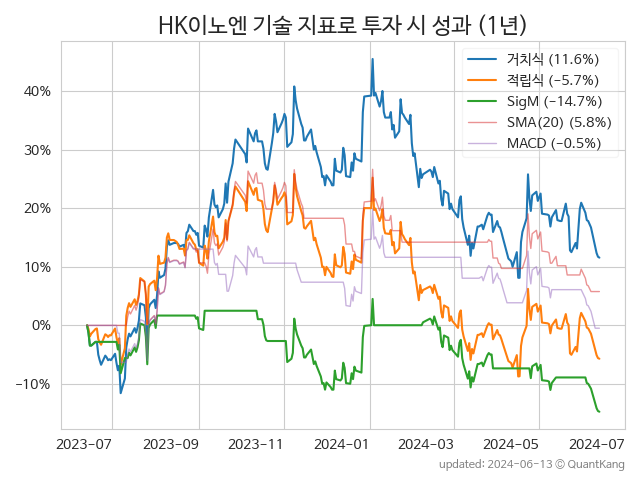 HK이노엔 기술 지표로 투자 시 성과 (1년)
거치식 (11.6%)
적립식 (−5.7%)
SigM (−14.7%)
SMA(20) (5.8%)
MACD (−0.5%)
40%
30%
20%
10%
0%
−10%
2023-07 2023-09 2023-11 2024-01 2024-03 2024-05 2024-07
updated: 2024-06-13 ⓒ QuantKang